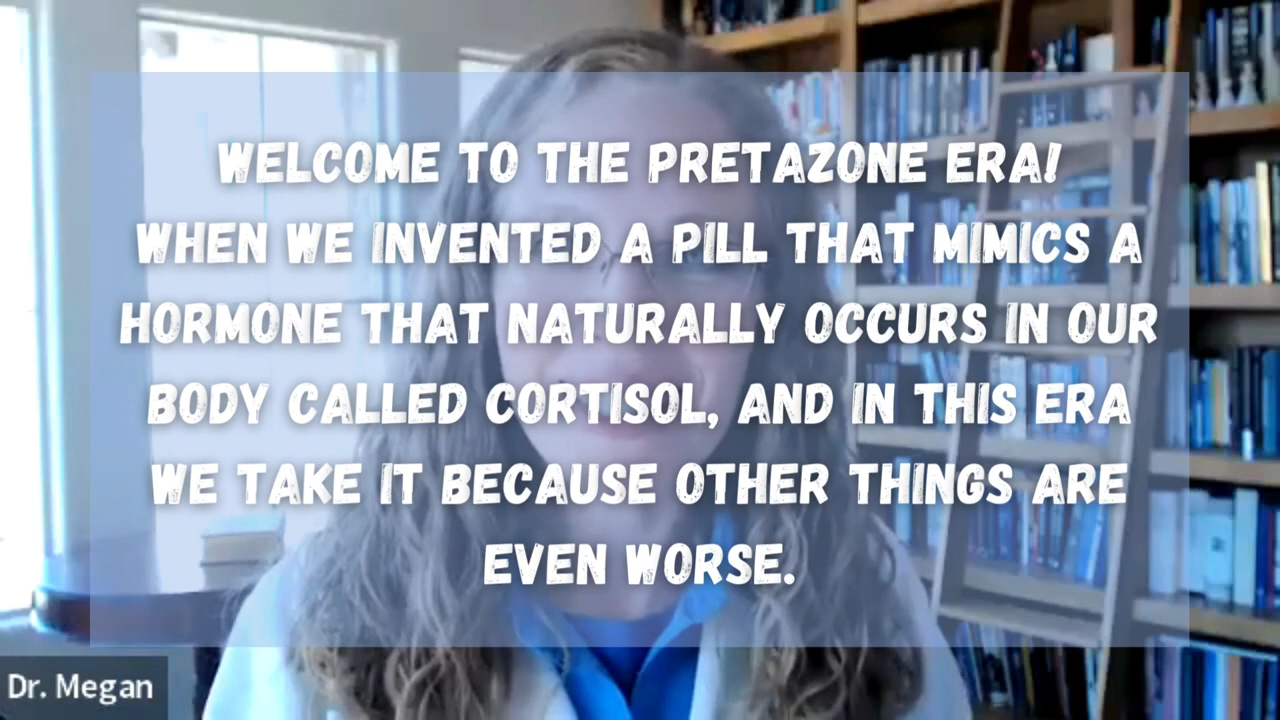 WELCOME TO THE PRETAZONE ERA!
WHEN WE INVENTED A PILL THAT MIMICS A
HORMONE THAT NATURALLY OCCURS IN OUR
BODY CALLED CORTISOL, AND IN THIS ERA
WE TAKE IT BECAUSE OTHER THINGS ARE
EVEN WORSE.
Dr. Megan